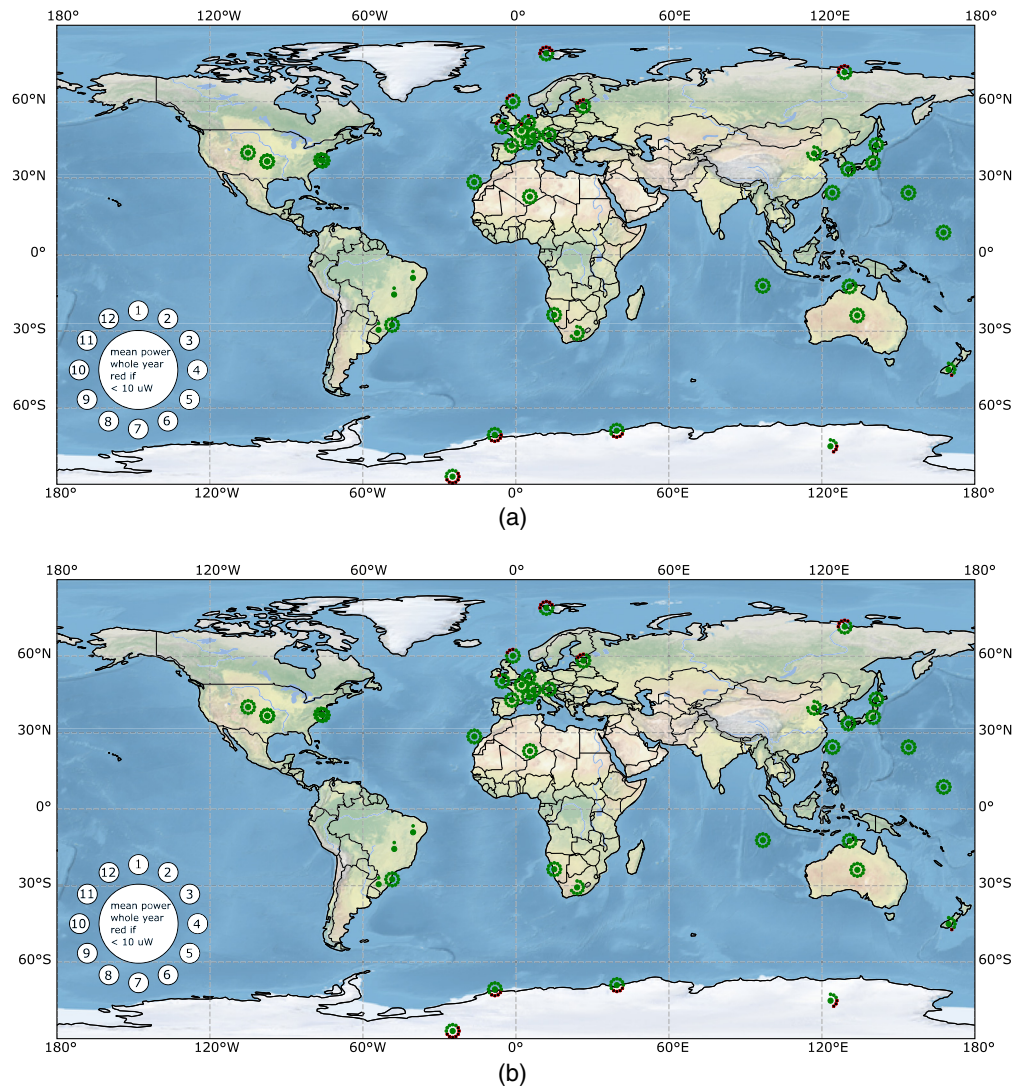 180° 120°W 60°W 0° 60°E 120°E 180°
60°N 60°N
30°N 30°N
0° 0°
30°S 30°S
60°S 60°S
12 1 2
11 3
10 4
9 5
8 7 6
mean power
whole year
red if
< 10 uW
180° 120°W 60°W 0° 60°E 120°E 180°
(a)
180° 120°W 60°W 0° 60°E 120°E 180°
60°N 60°N
30°N 30°N
0° 0°
30°S 30°S
60°S 60°S
12 1 2
11 3
10 4
9 5
8 7 6
mean power
whole year
red if
< 10 uW
180° 120°W 60°W 0° 60°E 120°E 180°
(b)